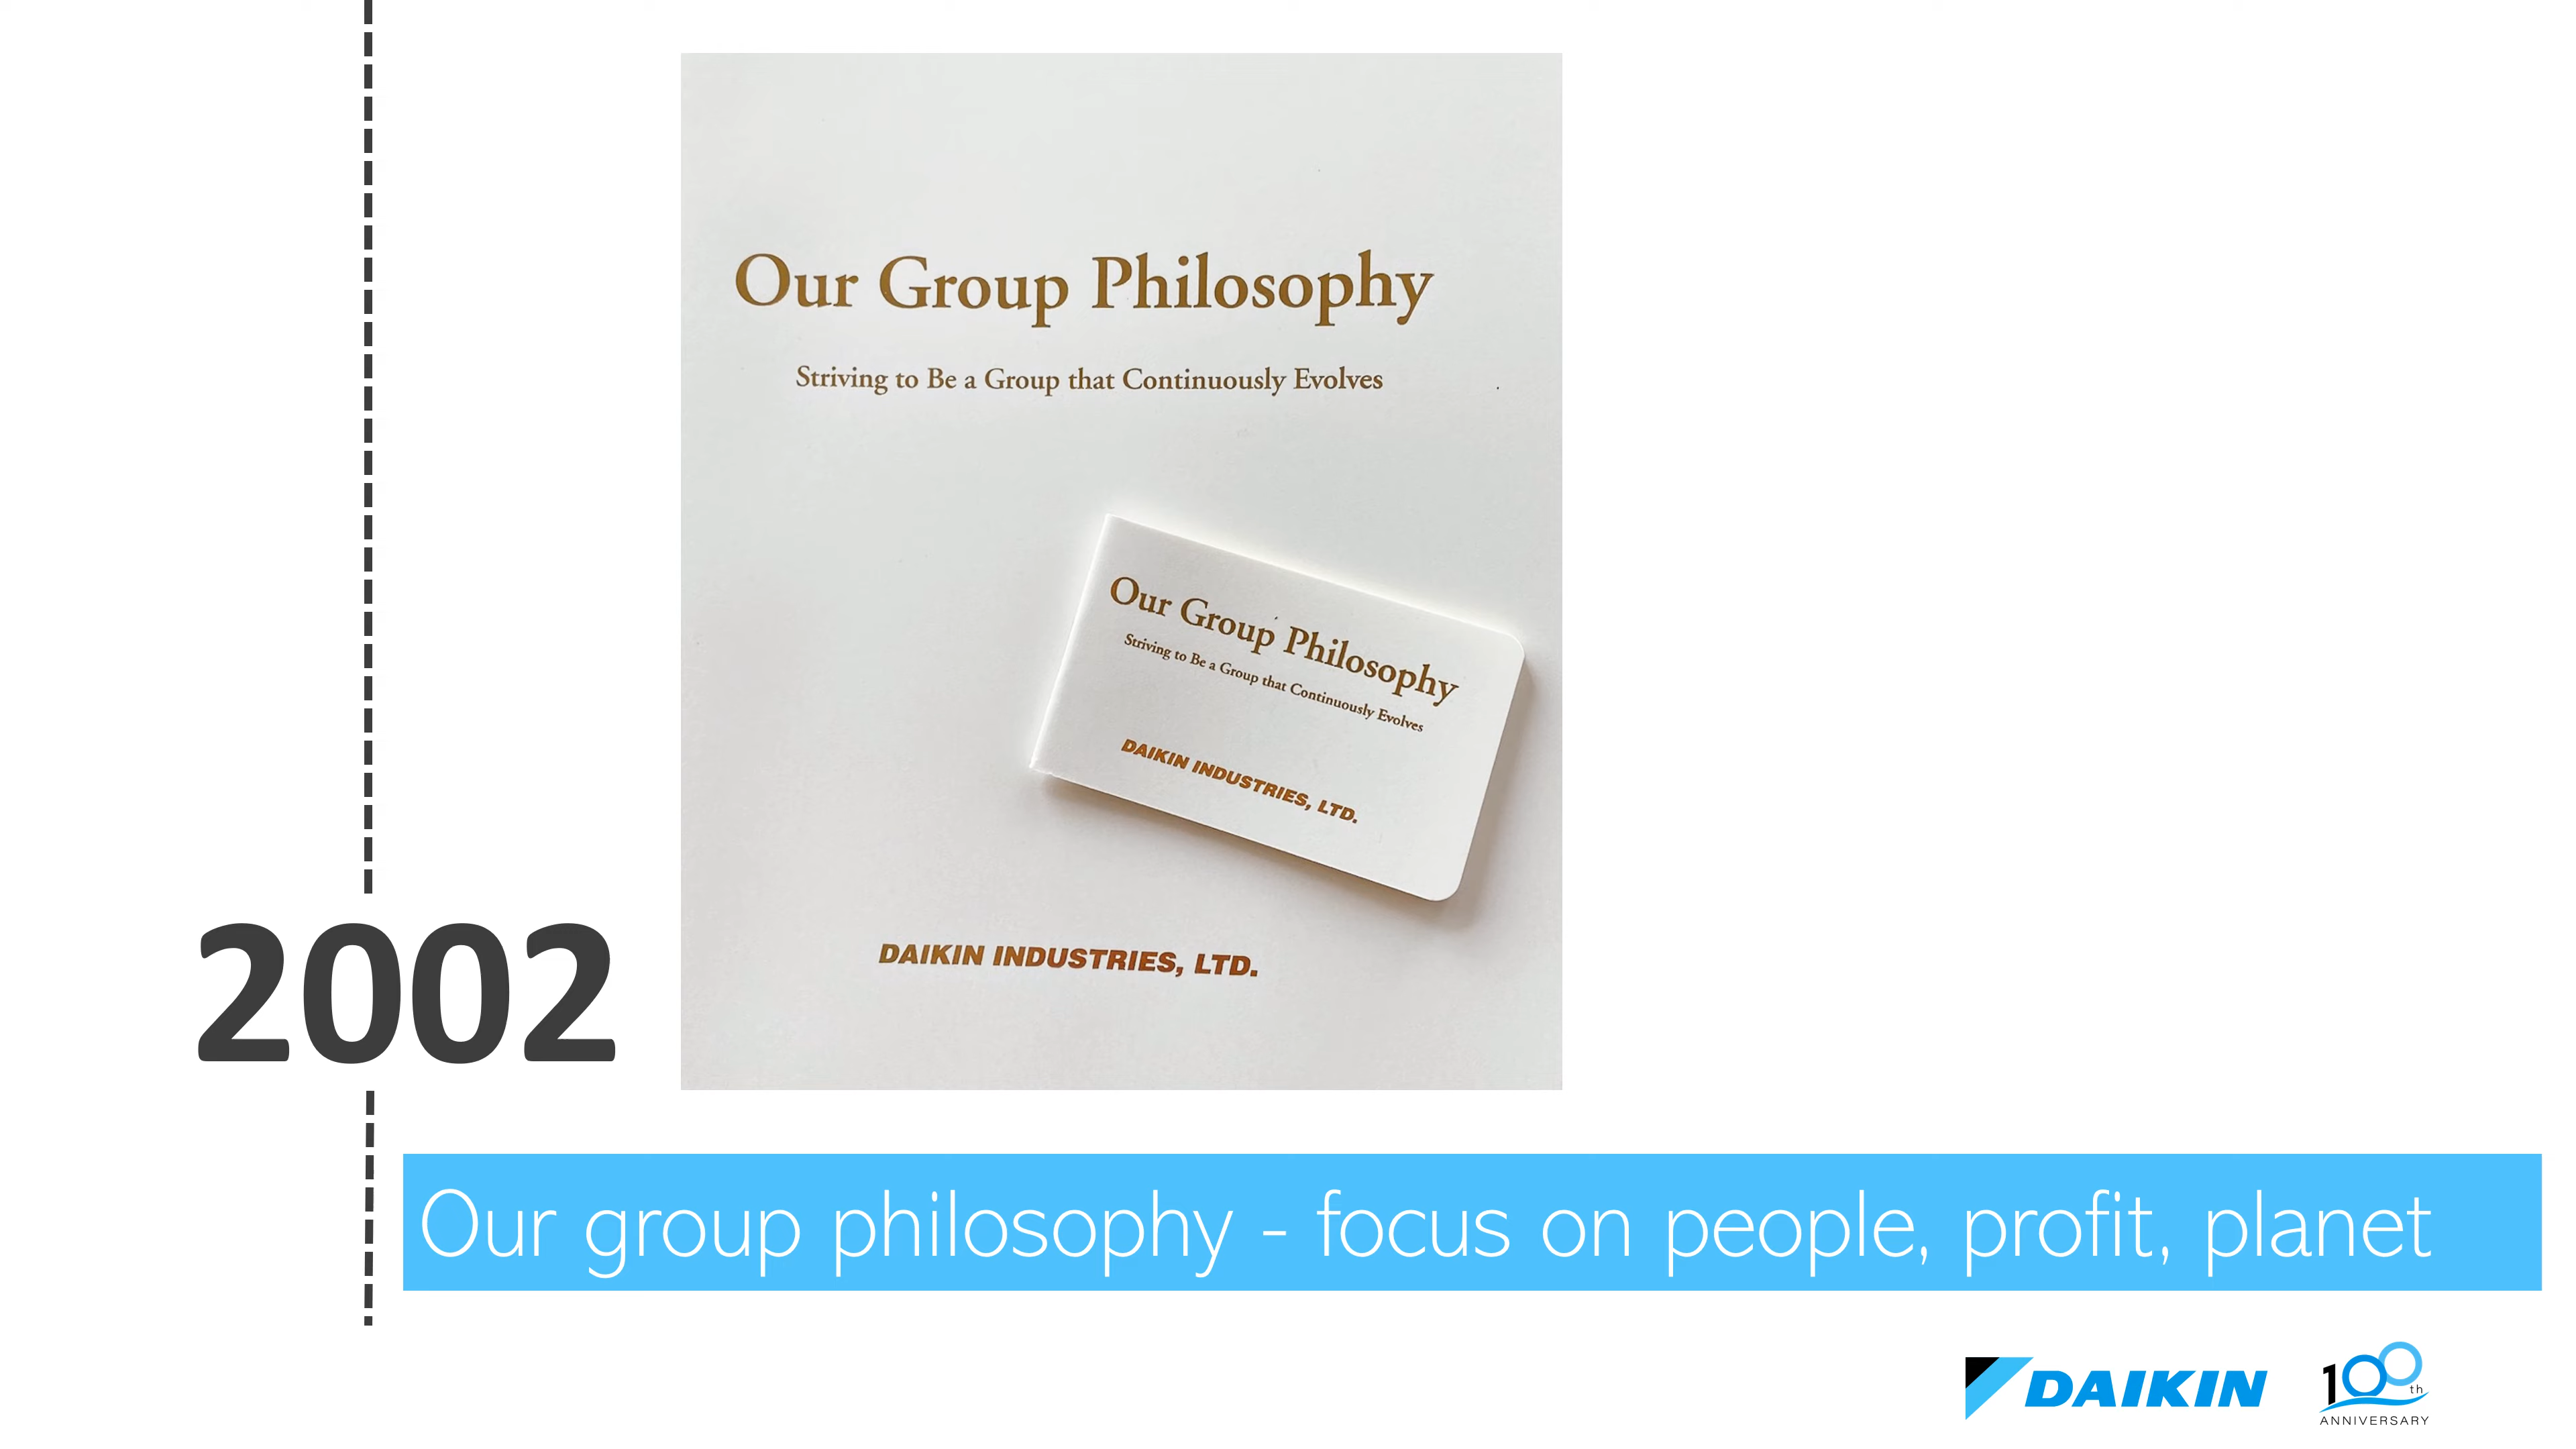 Our Group Philosophy
Striving to Be a Group that Continuously Evolves
Our Group Philosophy
Striving to Be a Group that Continuously Evolves
DAIKIN INDUSTRIES, LTD.
DAIKIN INDUSTRIES, LTD.
2002
Our group philosophy - focus on people, profit, planet
DAIKIN
100th
ANNIVERSARY